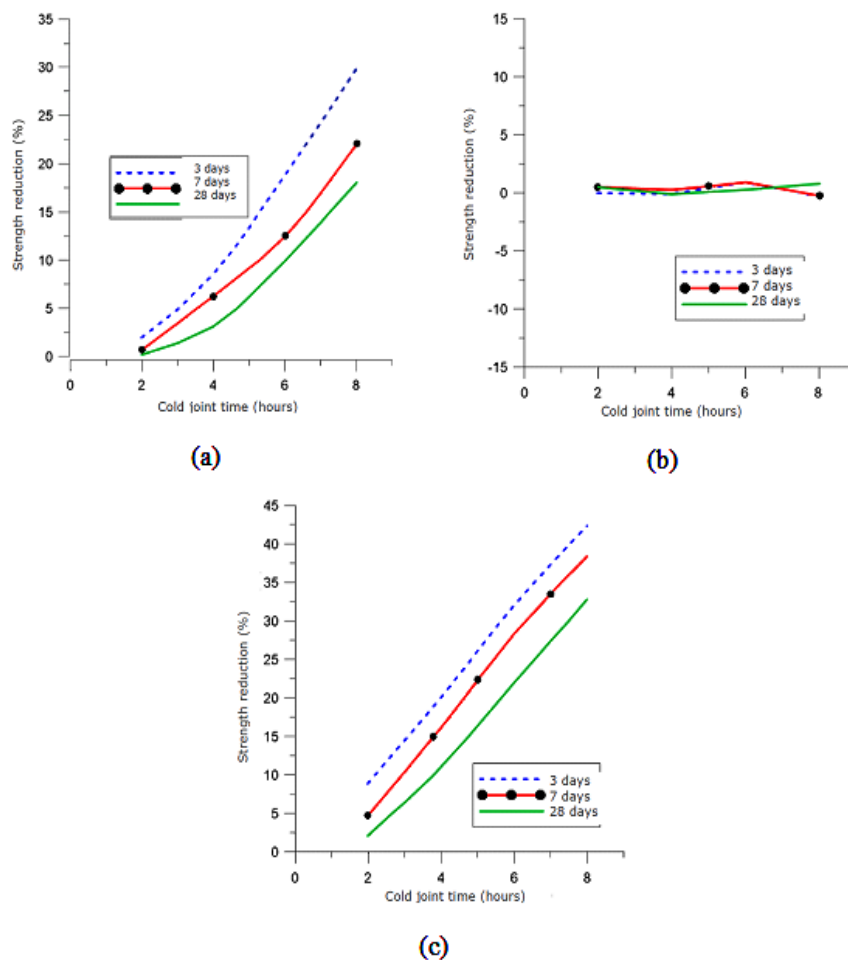 35
30
25
20
15
10
5
0
Strength reduction (%)
3 days
7 days
28 days
0 2 4 6 8
Cold joint time (hours)
(a)
15
10
5
0
-5
-10
-15
Strength reduction (%)
3 days
7 days
28 days
0 2 4 6 8
Cold joint time (hours)
(b)
45
40
35
30
25
20
15
10
5
0
Strength reduction (%)
3 days
7 days
28 days
0 2 4 6 8
Cold joint time (hours)
(c)